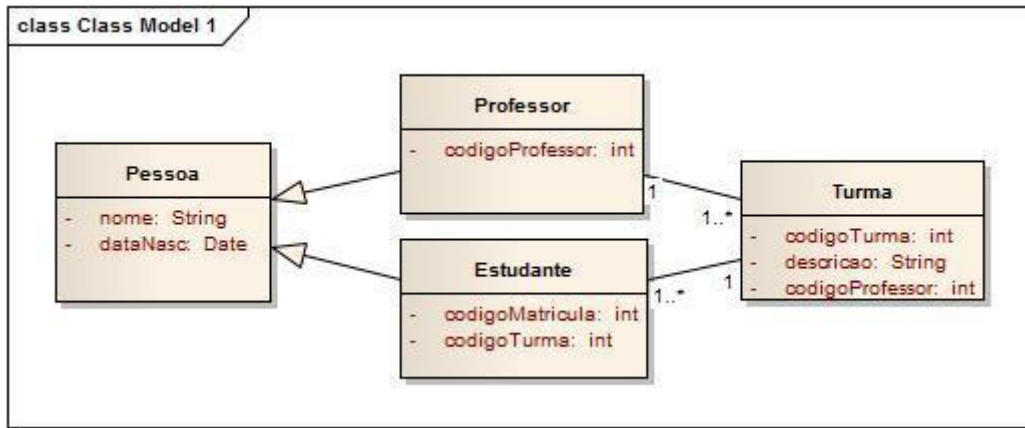 class Class Model 1
Pessoa
- nome: String
- dataNasc: Date
Professor
- codigoProfessor: int
Estudante
- codigoMatricula: int
- codigoTurma: int
Turma
- codigoTurma: int
- descricao: String
- codigoProfessor: int
1
1..*
1..*
1